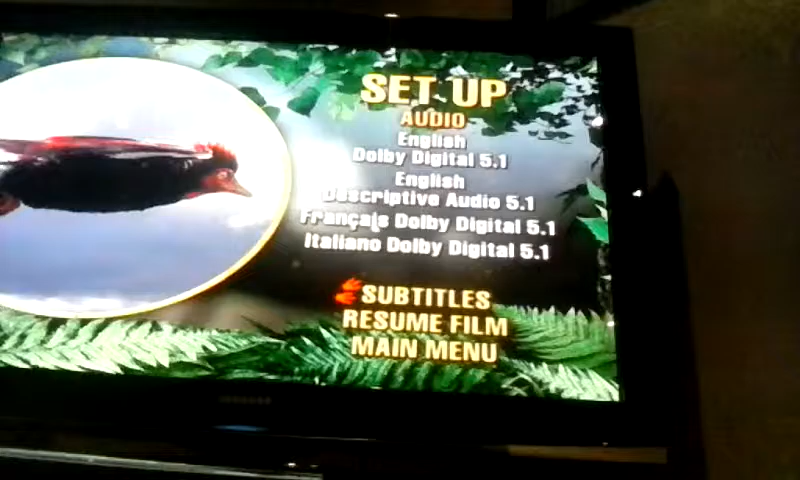 SET UP
AUDIO
English
Dolby Digital 5.1
English
Descriptive Audio 5.1
Français Dolby Digital 5.1
Italiano Dolby Digital 5.1
SUBTITLES
RESUME FILM
MAIN MENU